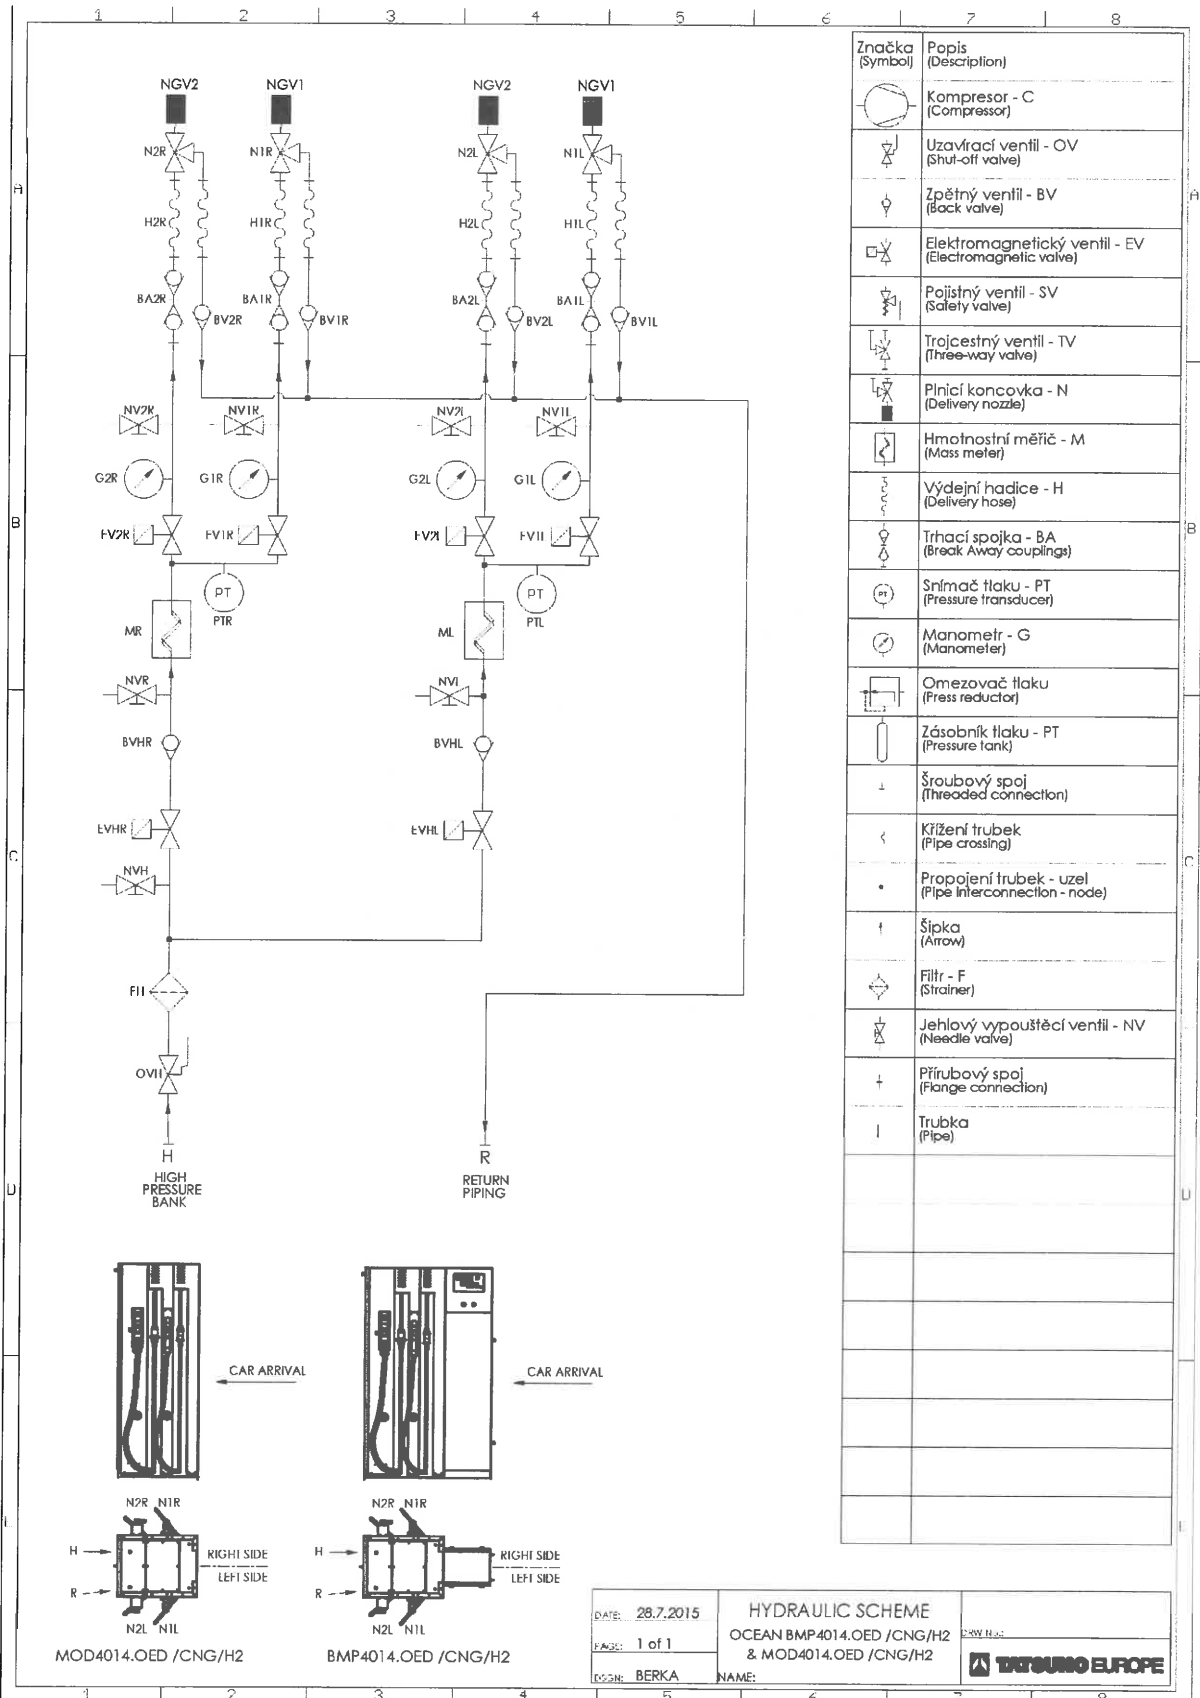 1 2 3 4 5 6 7 8
NGV2 NGV1 NGV2 NGV1
N2R N1R N2L N1L
A A
H2R H1R H2L H1L
BA2R BA1R BA2L BA1L
BV2R BV1R BV2L BV1L
NV2R NV1R NV2L NV1L
G2R G1R G2L G1L
B B
EV2R EV1R EV2L EV1L
PT PT
PTR PTL
MR ML
NVR NVL
BVHR BVHL
EVHR EVHL
C C
NVH
FH
OVH
H
HIGH
PRESSURE
BANK
R
RETURN
PIPING
D D
Značka
(Symbol)
Popis
(Description)
Kompresor - C
(Compressor)
Uzavírací ventil - OV
(Shut-off valve)
Zpětný ventil - BV
(Back valve)
Elektromagnetický ventil - EV
(Electromagnetic valve)
Pojistný ventil - SV
(Safety valve)
Trojcestný ventil - TV
(Three-way valve)
Plnicí koncovka - N
(Delivery nozzle)
Hmotnostní měřič - M
(Mass meter)
Výdejní hadice - H
(Delivery hose)
Trhací spojka - BA
(Break Away couplings)
PT
Snímač tlaku - PT
(Pressure transducer)
Manometr - G
(Manometer)
Omezovač tlaku
(Press reductor)
Zásobník tlaku - PT
(Pressure tank)
Šroubový spoj
(Threaded connection)
Křížení trubek
(Pipe crossing)
Propojení trubek - uzel
(Pipe interconnection - node)
Šipka
(Arrow)
Filtr - F
(Strainer)
Jehlový vypouštěcí ventil - NV
(Needle valve)
Přírubový spoj
(Flange connection)
Trubka
(Pipe)
CAR ARRIVAL
CAR ARRIVAL
E E
N2R N1R
H
RIGHT SIDE
LEFT SIDE
R
N2L N1L
MOD4014.OED /CNG/H2
N2R N1R
H
RIGHT SIDE
LEFT SIDE
R
N2L N1L
BMP4014.OED /CNG/H2
DATE: 28.7.2015
PAGE: 1 of 1
DSGN: BERKA
HYDRAULIC SCHEME
OCEAN BMP4014.OED /CNG/H2
& MOD4014.OED /CNG/H2
NAME:
DRW No.:
TATSUNO EUROPE
1 2 3 4 5 6 7 8